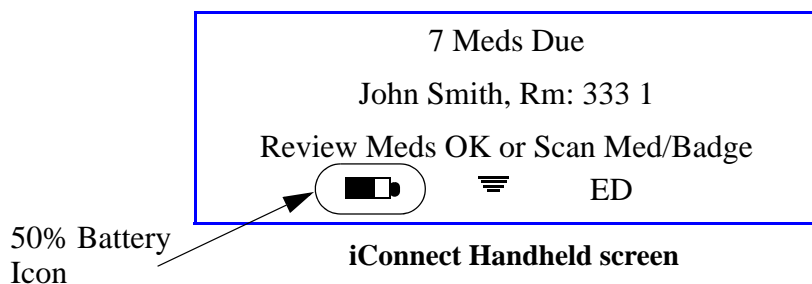 7 Meds Due
John Smith, Rm: 333 1
Review Meds OK or Scan Med/Badge
ED
50% Battery
Icon
iConnect Handheld screen